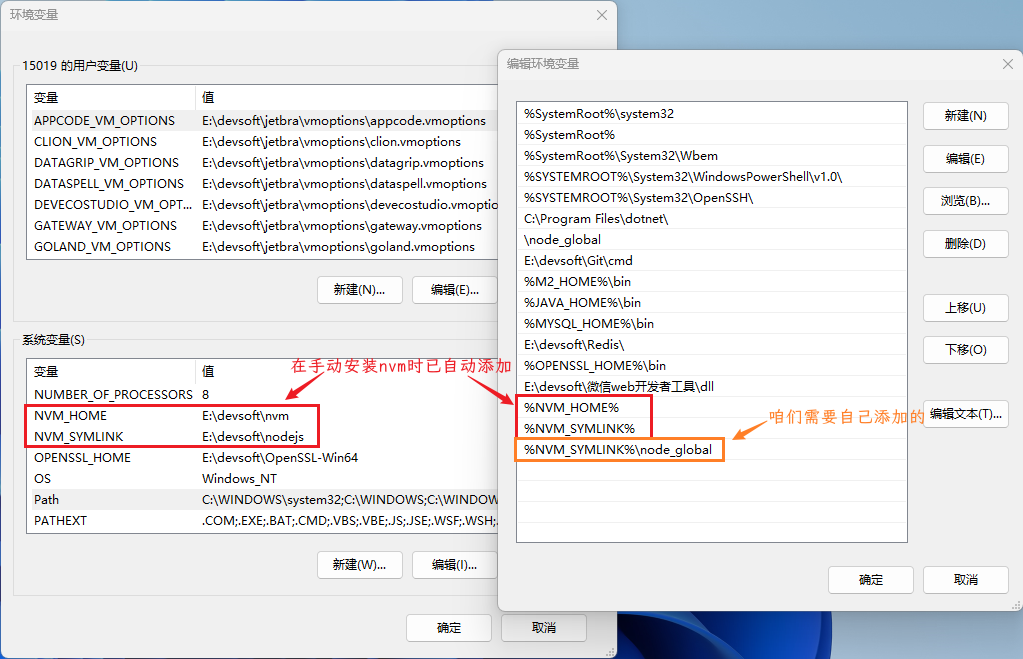 环境变量
15019 的用户变量(U)
变量 值
APPCODE_VM_OPTIONS E:\devsoft\jetbra\vmoptions\appcode.vmoptions
CLION_VM_OPTIONS E:\devsoft\jetbra\vmoptions\clion.vmoptions
DATAGRIP_VM_OPTIONS E:\devsoft\jetbra\vmoptions\datagrip.vmoptions
DATASPELL_VM_OPTIONS E:\devsoft\jetbra\vmoptions\dataspell.vmoptions
DEVECOSTUDIO_VM_OPT... E:\devsoft\jetbra\vmoptions\devecostudio.vmoptio
GATEWAY_VM_OPTIONS E:\devsoft\jetbra\vmoptions\gateway.vmoptions
GOLAND_VM_OPTIONS E:\devsoft\jetbra\vmoptions\goland.vmoptions
新建(N)... 编辑(E)...
系统变量(S)
在手动安装nvm时已自动添加
变量 值
NUMBER_OF_PROCESSORS 8
NVM_HOME E:\devsoft\nvm
NVM_SYMLINK E:\devsoft\nodejs
OPENSSL_HOME E:\devsoft\OpenSSL-Win64
OS Windows_NT
Path C:\WINDOWS\system32;C:\WINDOWS;C:\WINDOW
PATHEXT .COM;.EXE;.BAT;.CMD;.VBS;.VBE;.JS;.JSE;.WSF;.WSH;.
新建(W)... 编辑(I)...
确定 取消
编辑环境变量
%SystemRoot%\system32
%SystemRoot%
%SystemRoot%\System32\Wbem
%SYSTEMROOT%\System32\WindowsPowerShell\v1.0\
%SYSTEMROOT%\System32\OpenSSH\
C:\Program Files\dotnet\
\node_global
E:\devsoft\Git\cmd
%M2_HOME%\bin
%JAVA_HOME%\bin
%MYSQL_HOME%\bin
E:\devsoft\Redis\
%OPENSSL_HOME%\bin
E:\devsoft\微信web开发者工具\dll
%NVM_HOME%
%NVM_SYMLINK%
%NVM_SYMLINK%\node_global
咱们需要自己添加的
新建(N)
编辑(E)
浏览(B)...
删除(D)
上移(U)
下移(O)
编辑文本(T)...
确定 取消